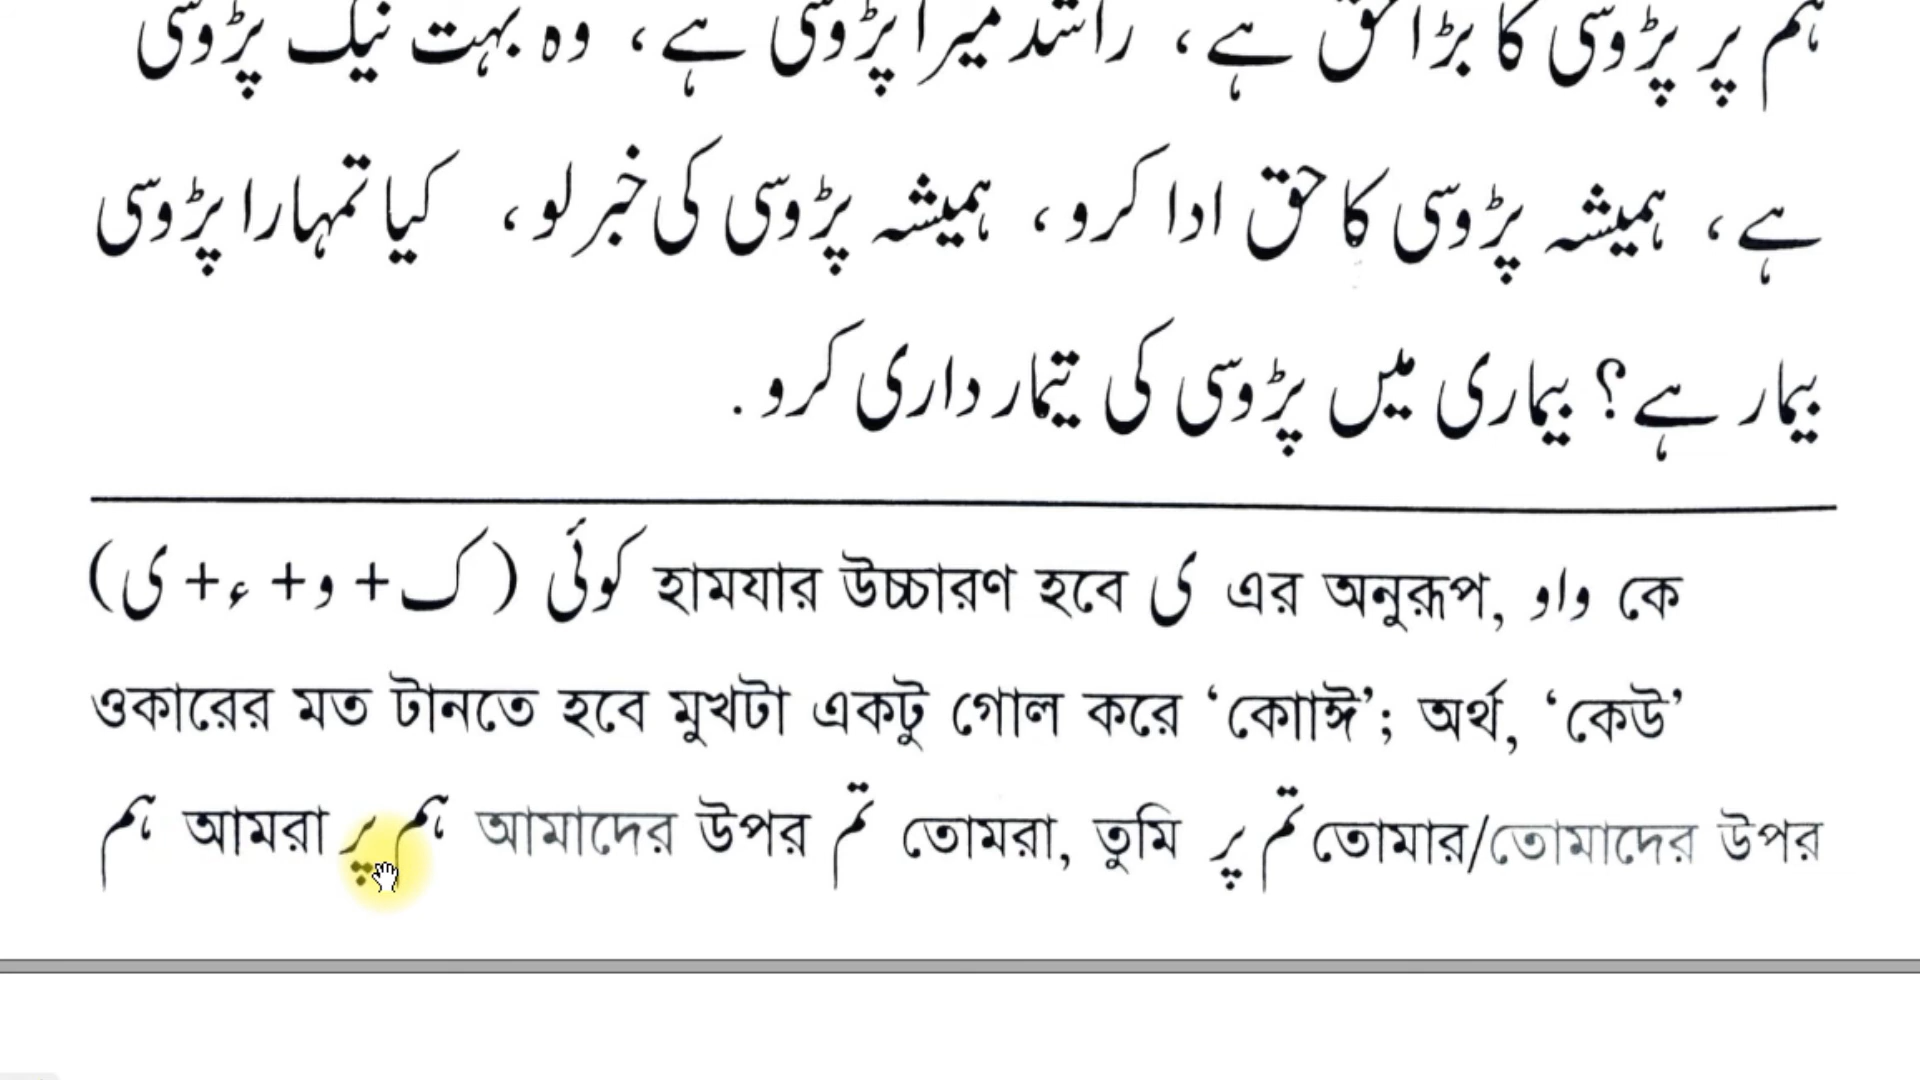 ہم پر پڑوسی کا بڑا حق ہے، راشد میرا پڑوسی ہے، وہ بہت نیک پڑوسی
ہے، ہمیشہ پڑوسی کا حق ادا کرو، ہمیشہ پڑوسی کی خبر لو، کیا تمہارا پڑوسی
بیمار ہے؟ بیماری میں پڑوسی کی تیمار داری کرو.
(ک + و + ء + ی) کوئی হামযার উচ্চারণ হবে ی এর অনুরূপ, واو কে
ওকারের মত টানতে হবে মুখটা একটু গোল করে ‘কোাঈ’; অর্থ, ‘কেউ’
ہم আমরা ہم پر আমাদের উপর تم তোমরা, তুমি تم پر তোমার/তোমাদের উপর